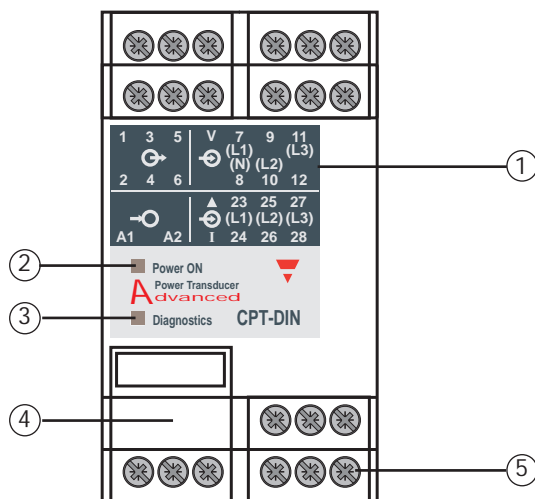 1 3 5 V 7 9 11
(L1) (L3)
(N) (L2)
2 4 6 8 10 12
▲ 23 25 27
(L1) (L2) (L3)
A1 A2 I 24 26 28
Power ON
Power Transducer
Advanced
Diagnostics CPT-DIN
1
2
3
4
5